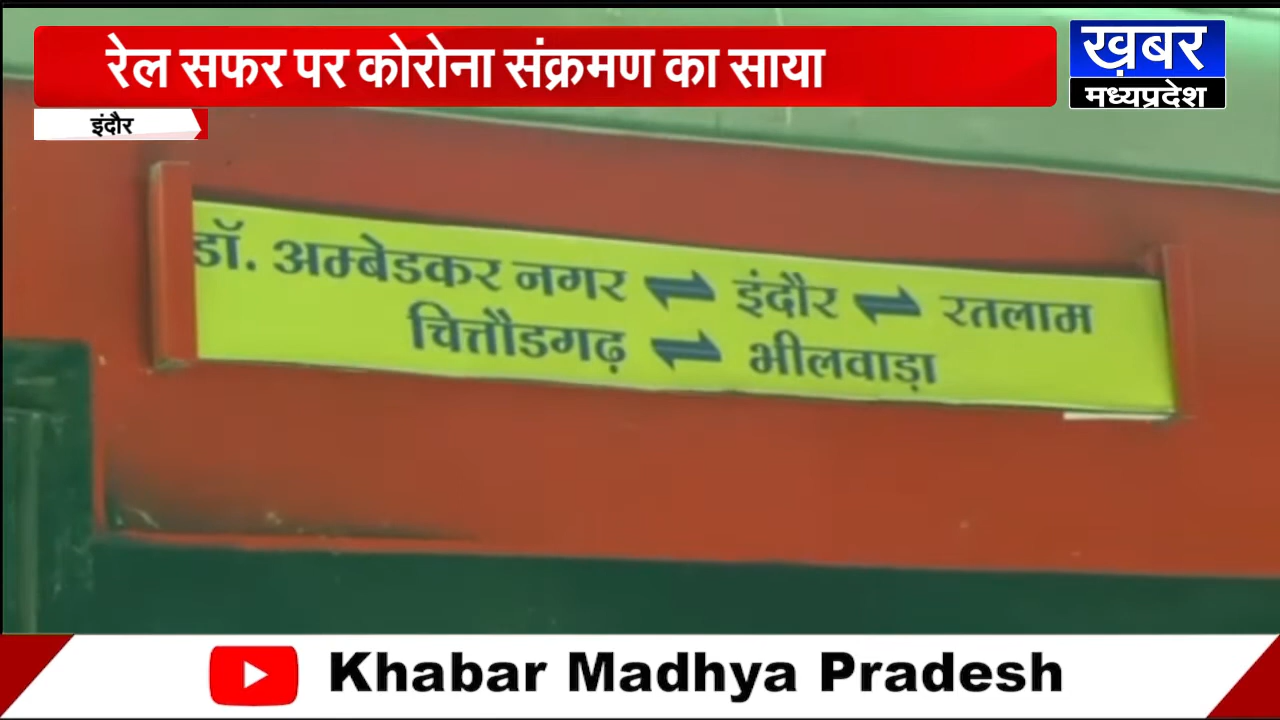 रेल सफर पर कोरोना संक्रमण का साया
ख़बर
मध्यप्रदेश
इंदौर
डॉ. अम्बेडकर नगर ⇌ इंदौर ⇌ रतलाम
चित्तौडगढ़ ⇌ भीलवाड़ा
Khabar Madhya Pradesh